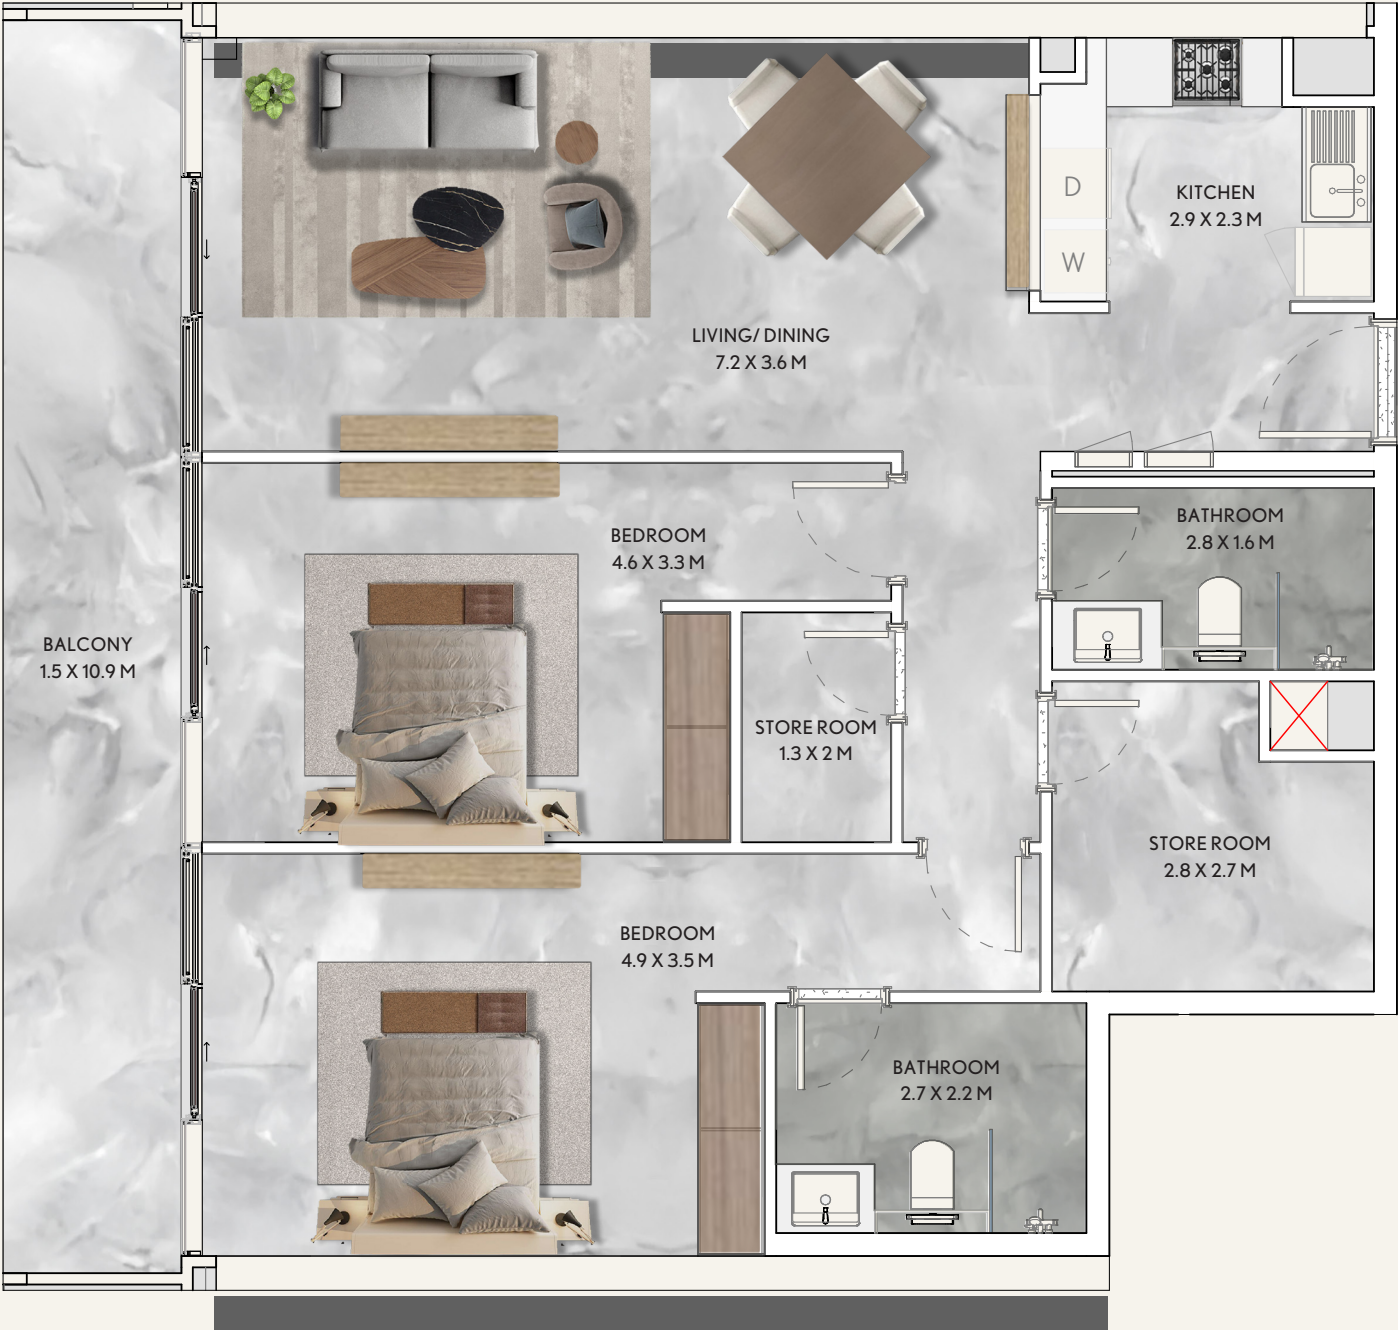 D
W
KITCHEN
2.9 X 2.3 M
LIVING/ DINING
7.2 X 3.6 M
BEDROOM
4.6 X 3.3 M
BATHROOM
2.8 X 1.6 M
BALCONY
1.5 X 10.9 M
STORE ROOM
1.3 X 2 M
STORE ROOM
2.8 X 2.7 M
BEDROOM
4.9 X 3.5 M
BATHROOM
2.7 X 2.2 M